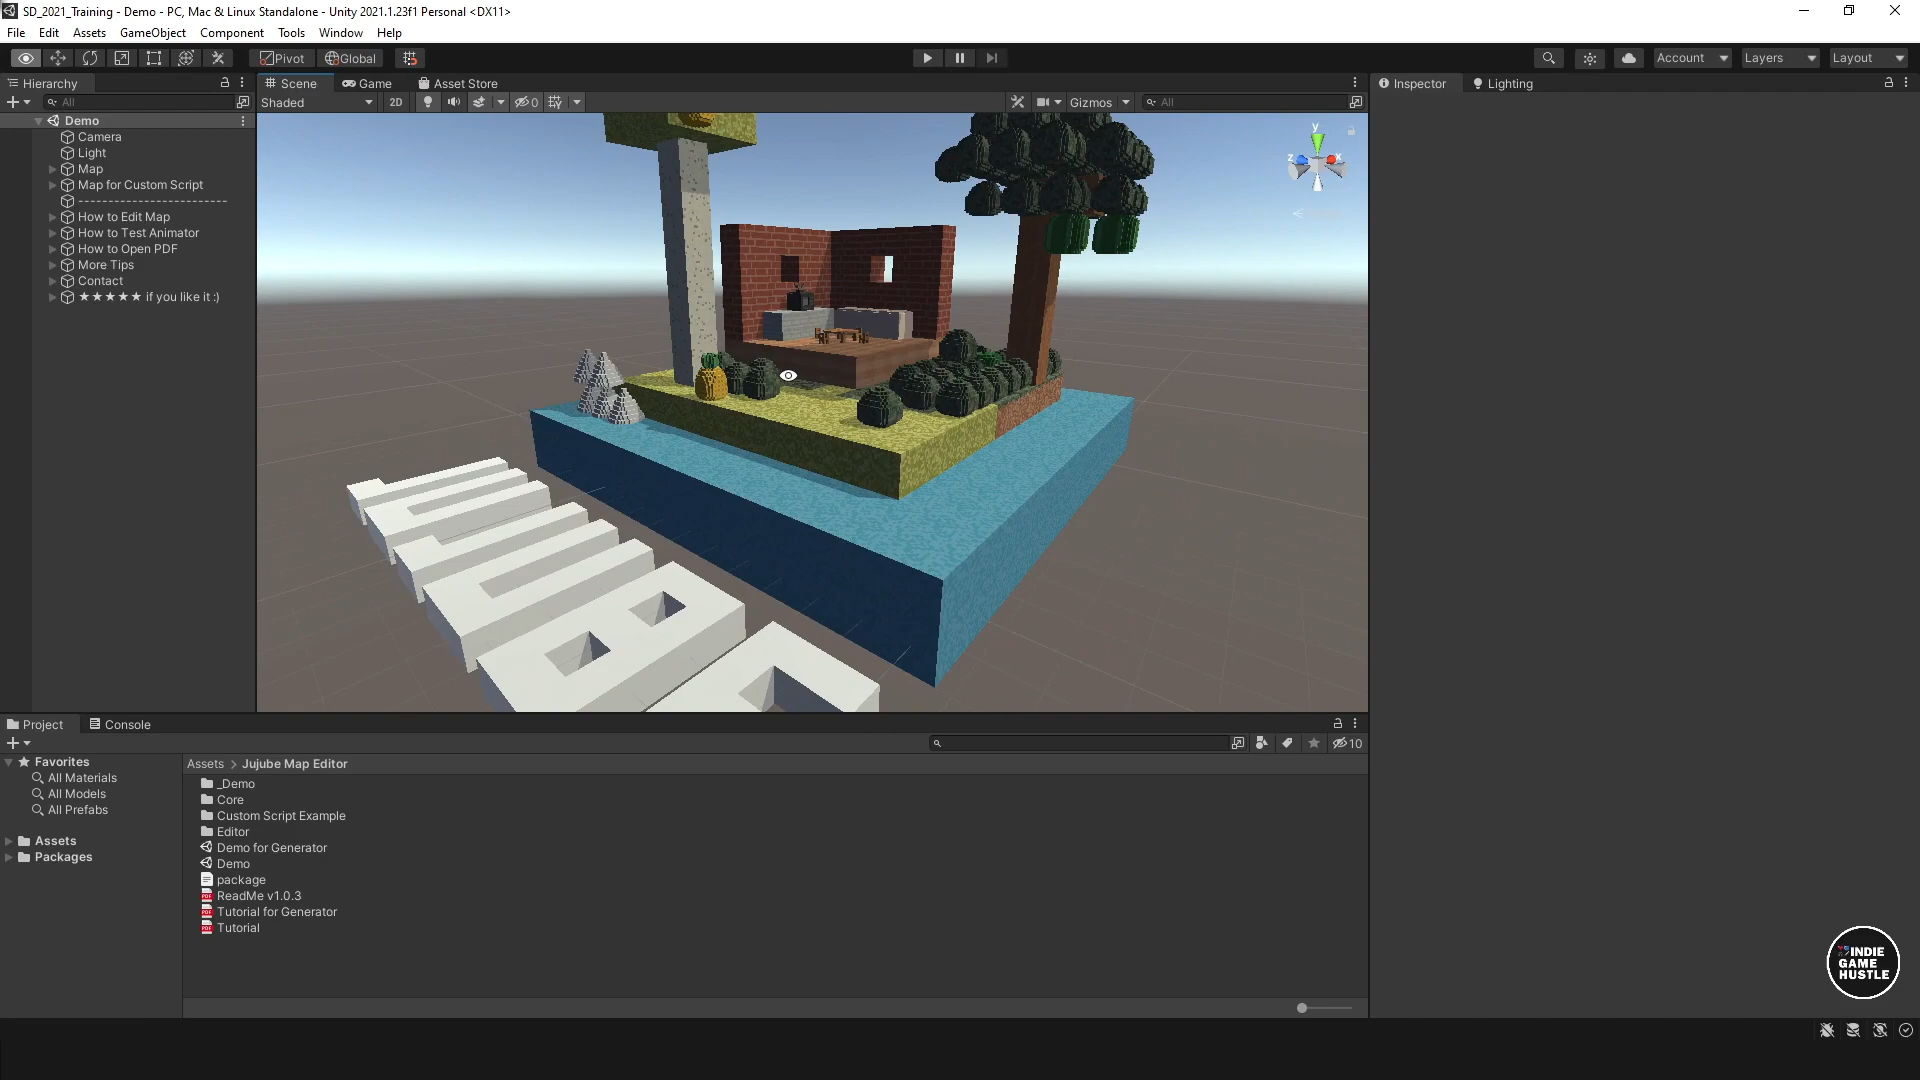 SD_2021_Training - Demo - PC, Mac & Linux Standalone - Unity 2021.1.23f1 Personal <DX11>
File Edit Assets GameObject Component Tools Window Help
Pivot Global Account Layers Layout
Hierarchy
All
Demo
Camera
Light
Map
Map for Custom Script
-------------------------
How to Edit Map
How to Test Animator
How to Open PDF
More Tips
Contact
★★★★★ if you like it :)
Scene Game Asset Store
Shaded 2D 0 Gizmos All
y
z x
Inspector Lighting
Project Console
10
Favorites
All Materials
All Models
All Prefabs
Assets
Packages
Assets > Jujube Map Editor
_Demo
Core
Custom Script Example
Editor
Demo for Generator
Demo
package
ReadMe v1.0.3
Tutorial for Generator
Tutorial
INDIE
GAME
HUSTLE